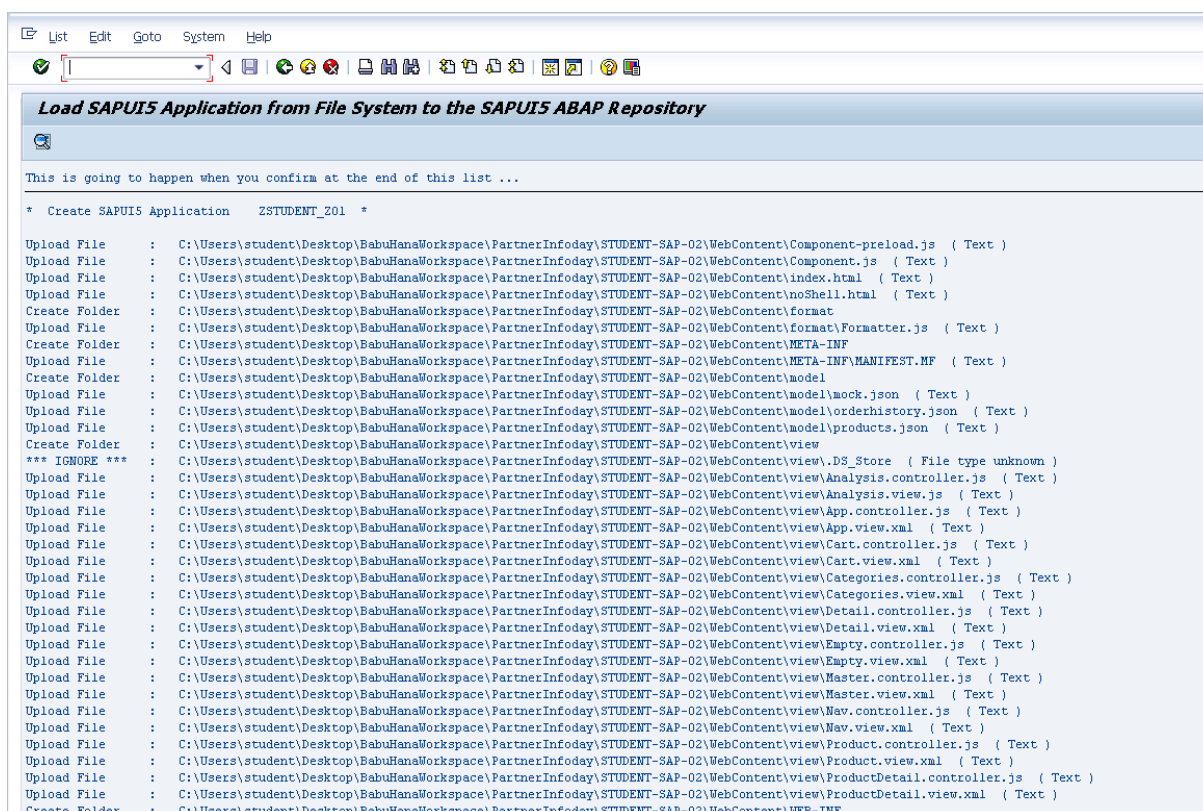 List Edit Goto System Help
Load SAPUI5 Application from File System to the SAPUI5 ABAP Repository
This is going to happen when you confirm at the end of this list ...
* Create SAPUI5 Application ZSTUDENT_Z01 *
Upload File : C:\Users\student\Desktop\BabuHanaWorkspace\PartnerInfoday\STUDENT-SAP-02\WebContent\Component-preload.js ( Text )
Upload File : C:\Users\student\Desktop\BabuHanaWorkspace\PartnerInfoday\STUDENT-SAP-02\WebContent\Component.js ( Text )
Upload File : C:\Users\student\Desktop\BabuHanaWorkspace\PartnerInfoday\STUDENT-SAP-02\WebContent\index.html ( Text )
Upload File : C:\Users\student\Desktop\BabuHanaWorkspace\PartnerInfoday\STUDENT-SAP-02\WebContent\noShell.html ( Text )
Create Folder : C:\Users\student\Desktop\BabuHanaWorkspace\PartnerInfoday\STUDENT-SAP-02\WebContent\format
Upload File : C:\Users\student\Desktop\BabuHanaWorkspace\PartnerInfoday\STUDENT-SAP-02\WebContent\format\Formatter.js ( Text )
Create Folder : C:\Users\student\Desktop\BabuHanaWorkspace\PartnerInfoday\STUDENT-SAP-02\WebContent\META-INF
Upload File : C:\Users\student\Desktop\BabuHanaWorkspace\PartnerInfoday\STUDENT-SAP-02\WebContent\META-INF\MANIFEST.MF ( Text )
Create Folder : C:\Users\student\Desktop\BabuHanaWorkspace\PartnerInfoday\STUDENT-SAP-02\WebContent\model
Upload File : C:\Users\student\Desktop\BabuHanaWorkspace\PartnerInfoday\STUDENT-SAP-02\WebContent\model\mock.json ( Text )
Upload File : C:\Users\student\Desktop\BabuHanaWorkspace\PartnerInfoday\STUDENT-SAP-02\WebContent\model\orderhistory.json ( Text )
Upload File : C:\Users\student\Desktop\BabuHanaWorkspace\PartnerInfoday\STUDENT-SAP-02\WebContent\model\products.json ( Text )
Create Folder : C:\Users\student\Desktop\BabuHanaWorkspace\PartnerInfoday\STUDENT-SAP-02\WebContent\view
*** IGNORE *** : C:\Users\student\Desktop\BabuHanaWorkspace\PartnerInfoday\STUDENT-SAP-02\WebContent\view\.DS_Store ( File type unknown )
Upload File : C:\Users\student\Desktop\BabuHanaWorkspace\PartnerInfoday\STUDENT-SAP-02\WebContent\view\Analysis.controller.js ( Text )
Upload File : C:\Users\student\Desktop\BabuHanaWorkspace\PartnerInfoday\STUDENT-SAP-02\WebContent\view\Analysis.view.js ( Text )
Upload File : C:\Users\student\Desktop\BabuHanaWorkspace\PartnerInfoday\STUDENT-SAP-02\WebContent\view\App.controller.js ( Text )
Upload File : C:\Users\student\Desktop\BabuHanaWorkspace\PartnerInfoday\STUDENT-SAP-02\WebContent\view\App.view.xml ( Text )
Upload File : C:\Users\student\Desktop\BabuHanaWorkspace\PartnerInfoday\STUDENT-SAP-02\WebContent\view\Cart.controller.js ( Text )
Upload File : C:\Users\student\Desktop\BabuHanaWorkspace\PartnerInfoday\STUDENT-SAP-02\WebContent\view\Cart.view.xml ( Text )
Upload File : C:\Users\student\Desktop\BabuHanaWorkspace\PartnerInfoday\STUDENT-SAP-02\WebContent\view\Categories.controller.js ( Text )
Upload File : C:\Users\student\Desktop\BabuHanaWorkspace\PartnerInfoday\STUDENT-SAP-02\WebContent\view\Categories.view.xml ( Text )
Upload File : C:\Users\student\Desktop\BabuHanaWorkspace\PartnerInfoday\STUDENT-SAP-02\WebContent\view\Detail.controller.js ( Text )
Upload File : C:\Users\student\Desktop\BabuHanaWorkspace\PartnerInfoday\STUDENT-SAP-02\WebContent\view\Detail.view.xml ( Text )
Upload File : C:\Users\student\Desktop\BabuHanaWorkspace\PartnerInfoday\STUDENT-SAP-02\WebContent\view\Empty.controller.js ( Text )
Upload File : C:\Users\student\Desktop\BabuHanaWorkspace\PartnerInfoday\STUDENT-SAP-02\WebContent\view\Empty.view.xml ( Text )
Upload File : C:\Users\student\Desktop\BabuHanaWorkspace\PartnerInfoday\STUDENT-SAP-02\WebContent\view\Master.controller.js ( Text )
Upload File : C:\Users\student\Desktop\BabuHanaWorkspace\PartnerInfoday\STUDENT-SAP-02\WebContent\view\Master.view.xml ( Text )
Upload File : C:\Users\student\Desktop\BabuHanaWorkspace\PartnerInfoday\STUDENT-SAP-02\WebContent\view\Nav.controller.js ( Text )
Upload File : C:\Users\student\Desktop\BabuHanaWorkspace\PartnerInfoday\STUDENT-SAP-02\WebContent\view\Nav.view.xml ( Text )
Upload File : C:\Users\student\Desktop\BabuHanaWorkspace\PartnerInfoday\STUDENT-SAP-02\WebContent\view\Product.controller.js ( Text )
Upload File : C:\Users\student\Desktop\BabuHanaWorkspace\PartnerInfoday\STUDENT-SAP-02\WebContent\view\Product.view.xml ( Text )
Upload File : C:\Users\student\Desktop\BabuHanaWorkspace\PartnerInfoday\STUDENT-SAP-02\WebContent\view\ProductDetail.controller.js ( Text )
Upload File : C:\Users\student\Desktop\BabuHanaWorkspace\PartnerInfoday\STUDENT-SAP-02\WebContent\view\ProductDetail.view.xml ( Text )
Create Folder : C:\Users\student\Desktop\BabuHanaWorkspace\PartnerInfoday\STUDENT-SAP-02\WebContent\WEB-INF